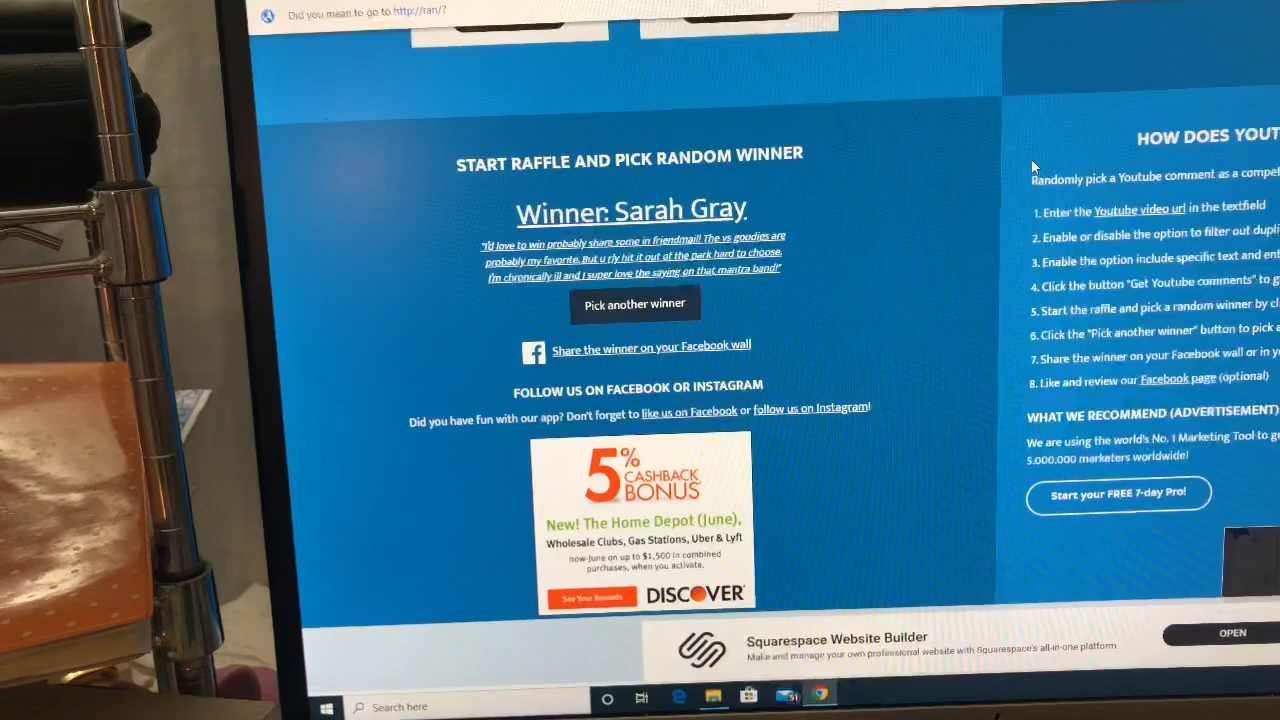 Did you mean to go to http://ran/?
START RAFFLE AND PICK RANDOM WINNER
Winner: Sarah Gray
"I'd love to win probably share some in friendmail! The vs goodies are
probably my favorite. But u rly hit it out of the park hard to choose.
I'm chronically ill and I super love the saying on that mantra band!"
Pick another winner
Share the winner on your Facebook wall
FOLLOW US ON FACEBOOK OR INSTAGRAM
Did you have fun with our app? Don't forget to like us on Facebook or follow us on Instagram!
5% CASHBACK
BONUS
New! The Home Depot (June),
Wholesale Clubs, Gas Stations, Uber & Lyft
now-June on up to $1,500 in combined
purchases, when you activate.
See Your Rewards
DISCOVER
HOW DOES YOUT
Randomly pick a Youtube comment as a compet
1. Enter the Youtube video url in the textfield
2. Enable or disable the option to filter out dupli
3. Enable the option include specific text and ent
4. Click the button "Get Youtube comments" to g
5. Start the raffle and pick a random winner by cl
6. Click the "Pick another winner" button to pick a
7. Share the winner on your Facebook wall or in y
8. Like and review our Facebook page (optional)
WHAT WE RECOMMEND (ADVERTISEMENT)
We are using the world's No. 1 Marketing Tool to gr
5.000.000 marketers worldwide!
Start your FREE 7-day Pro!
Squarespace Website Builder
Make and manage your own professional website with Squarespace's all-in-one platform
OPEN
Search here
51